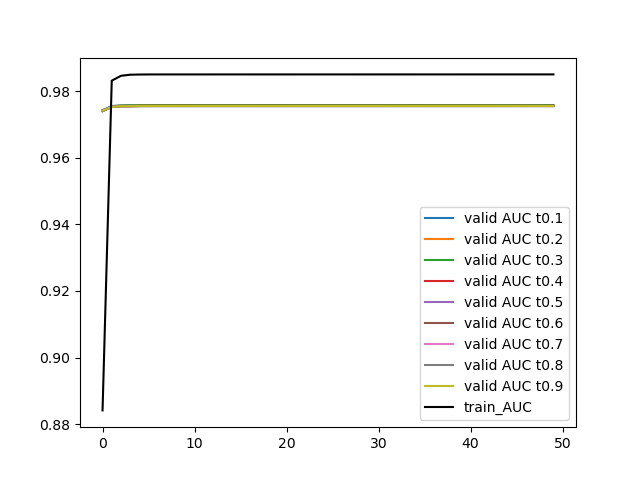 0.98
0.96
0.94
0.92
0.90
0.88
0
10
20
30
40
50
valid AUC t0.1
valid AUC t0.2
valid AUC t0.3
valid AUC t0.4
valid AUC t0.5
valid AUC t0.6
valid AUC t0.7
valid AUC t0.8
valid AUC t0.9
train_AUC